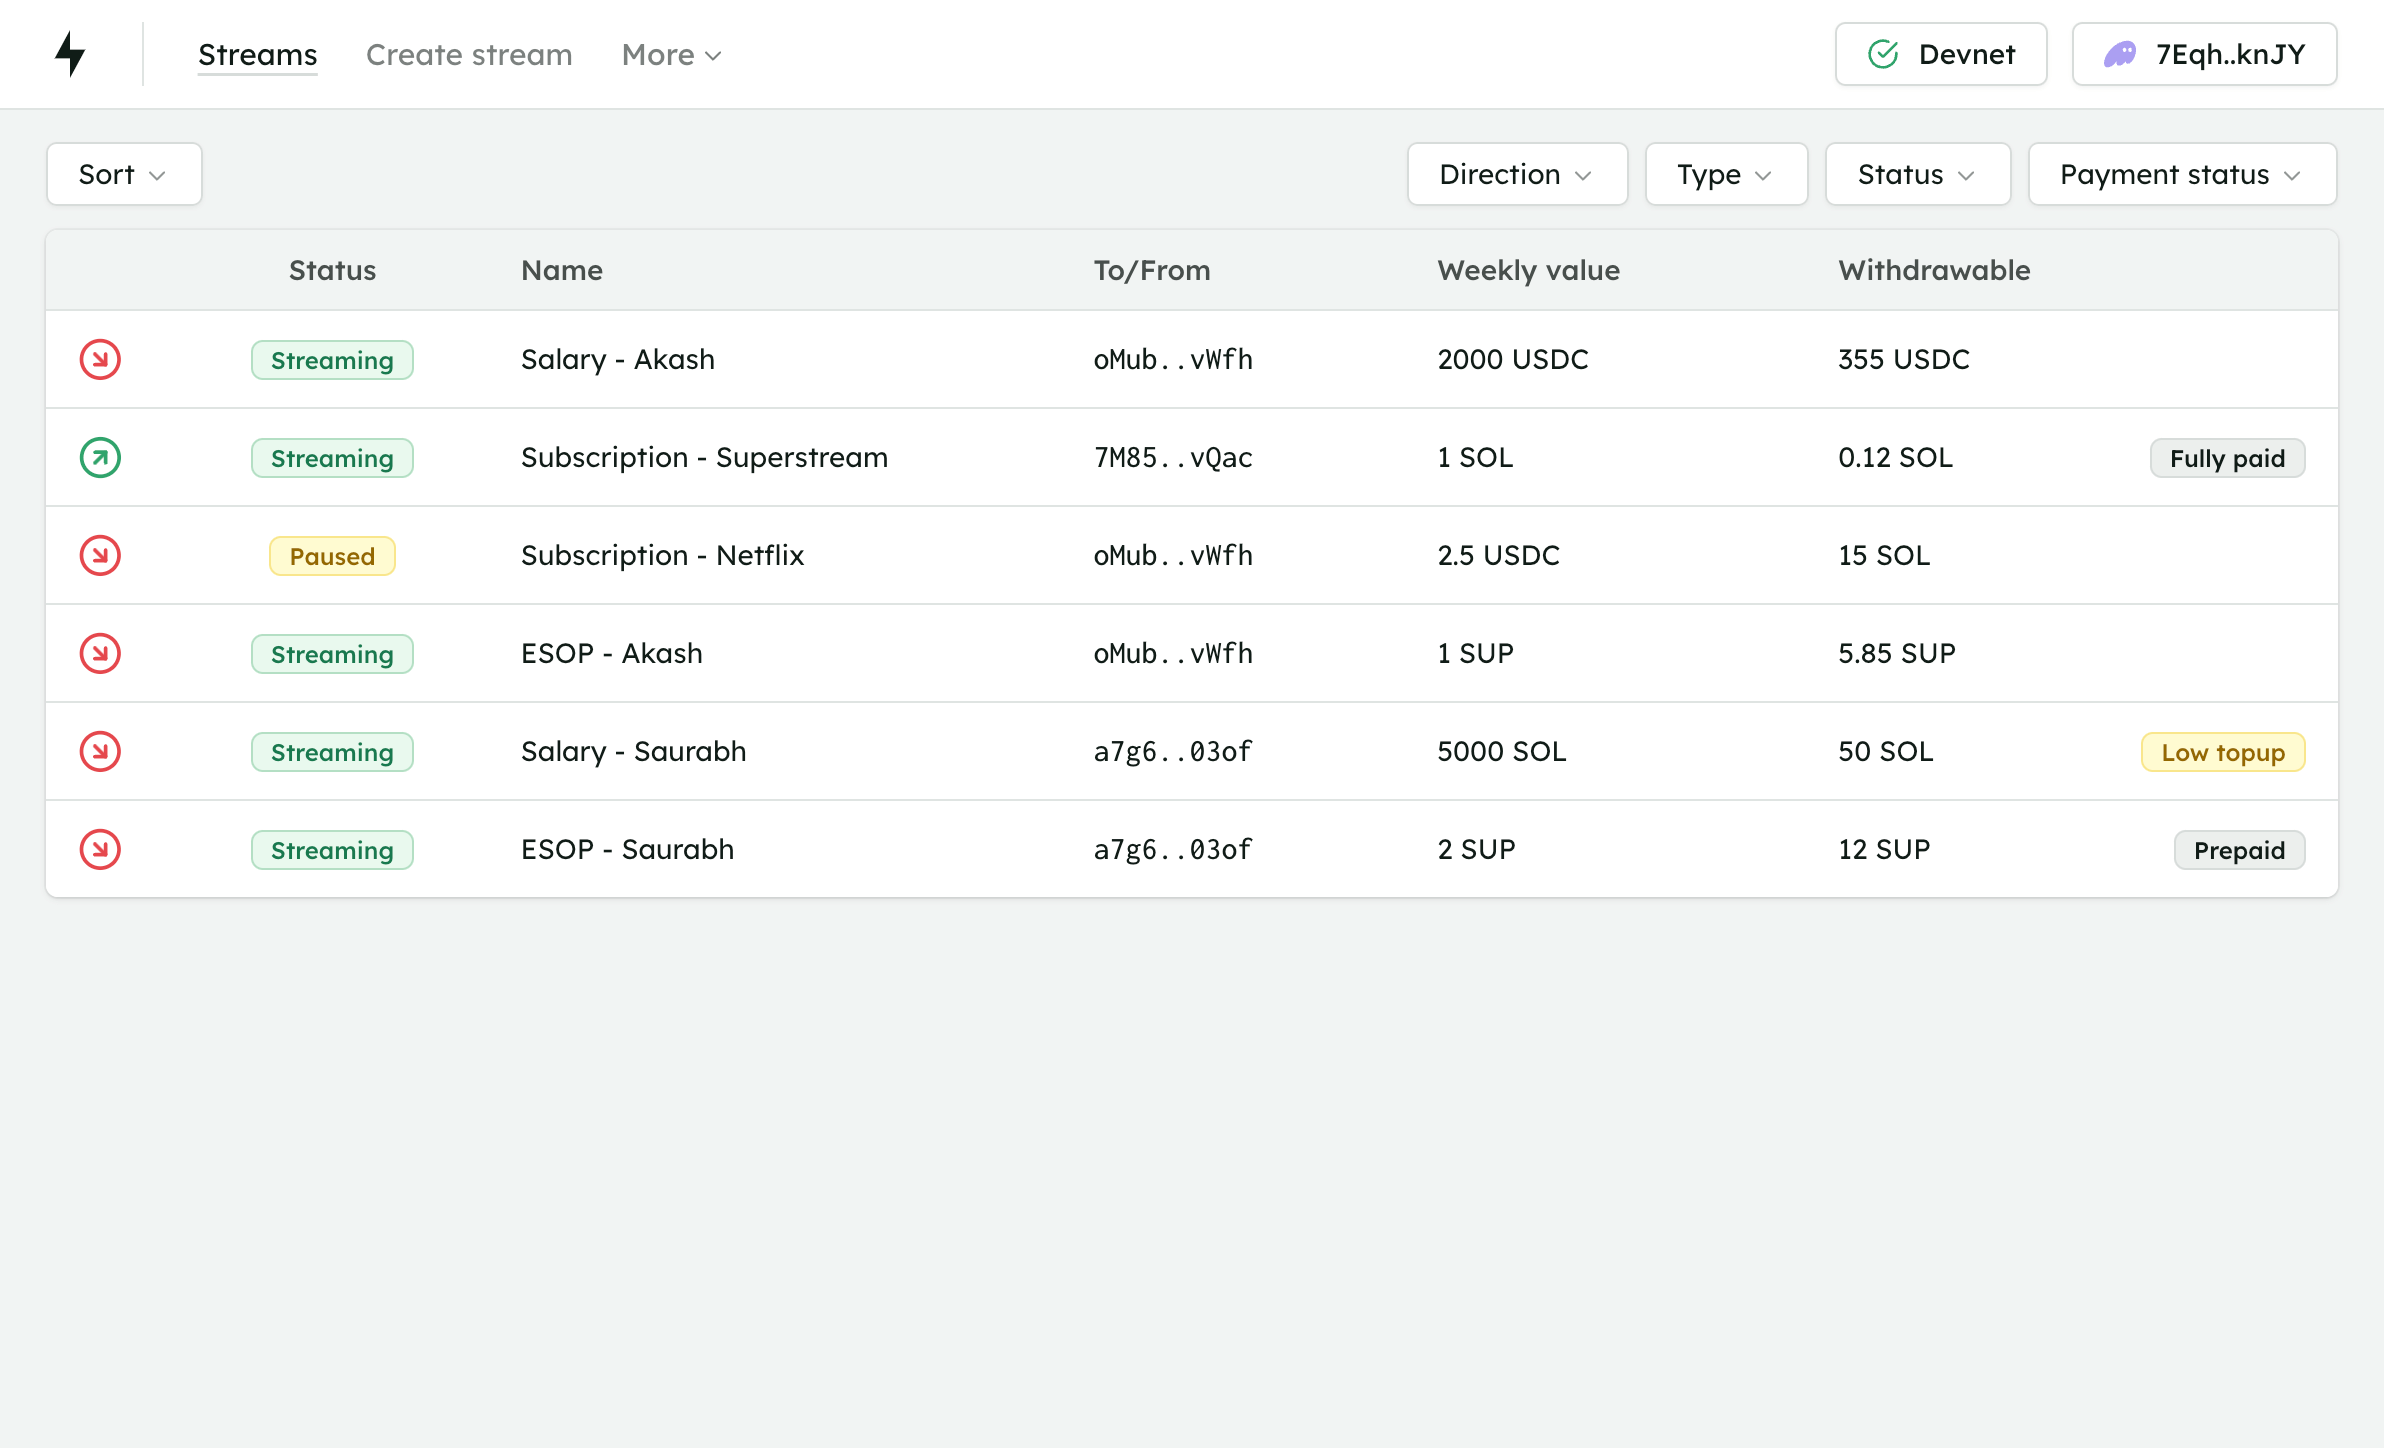 Streams Create stream More Devnet 7Eqh..knJY
Sort Direction Type Status Payment status
Status Name To/From Weekly value Withdrawable
Streaming Salary - Akash oMub..vWfh 2000 USDC 355 USDC
Streaming Subscription - Superstream 7M85..vQac 1 SOL 0.12 SOL Fully paid
Paused Subscription - Netflix oMub..vWfh 2.5 USDC 15 SOL
Streaming ESOP - Akash oMub..vWfh 1 SUP 5.85 SUP
Streaming Salary - Saurabh a7g6..03of 5000 SOL 50 SOL Low topup
Streaming ESOP - Saurabh a7g6..03of 2 SUP 12 SUP Prepaid